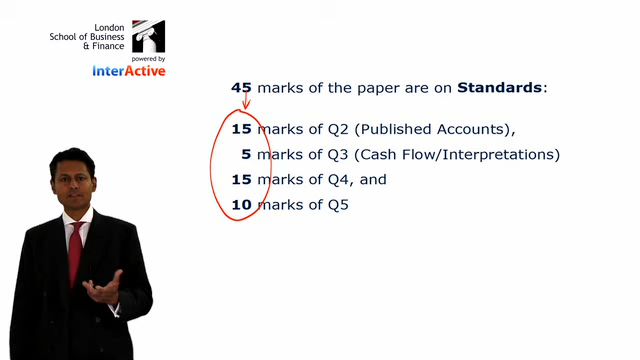 London
School of Business
& Finance
powered by
InterActive
45 marks of the paper are on Standards:
15 marks of Q2 (Published Accounts),
5 marks of Q3 (Cash Flow/Interpretations)
15 marks of Q4, and
10 marks of Q5